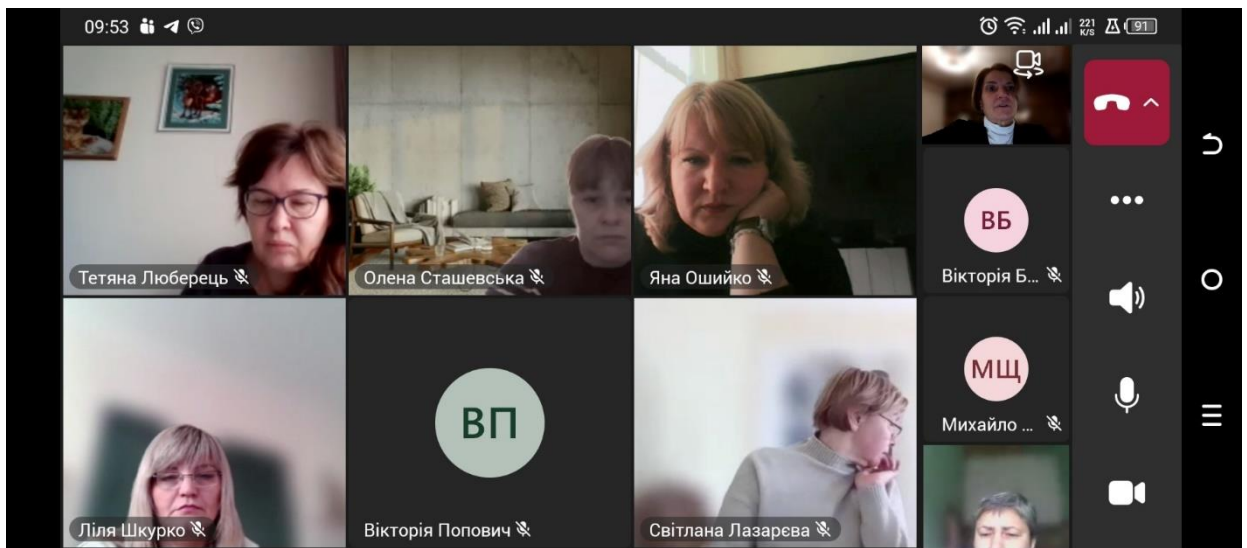 09:53
221
K/S
91
Тетяна Люберець
Олена Сташевська
Яна Ошийко
ВБ
Вікторія Б...
МЩ
Михайло ...
Ліля Шкурко
ВП
Вікторія Попович
Світлана Лазарєва